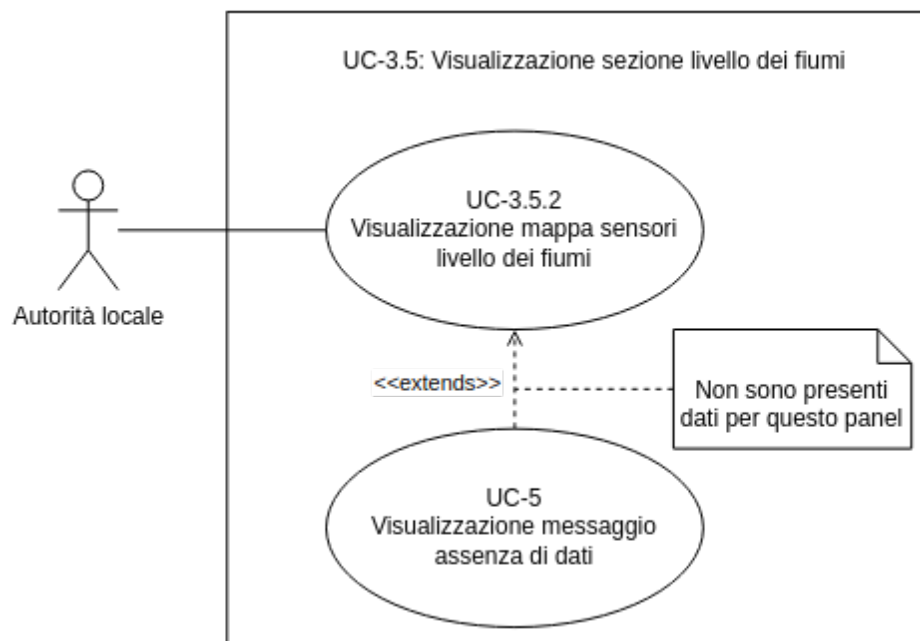 UC-3.5: Visualizzazione sezione livello dei fiumi
UC-3.5.2
Visualizzazione mappa sensori
livello dei fiumi
Autorità locale
<<extends>>
Non sono presenti
dati per questo panel
UC-5
Visualizzazione messaggio
assenza di dati